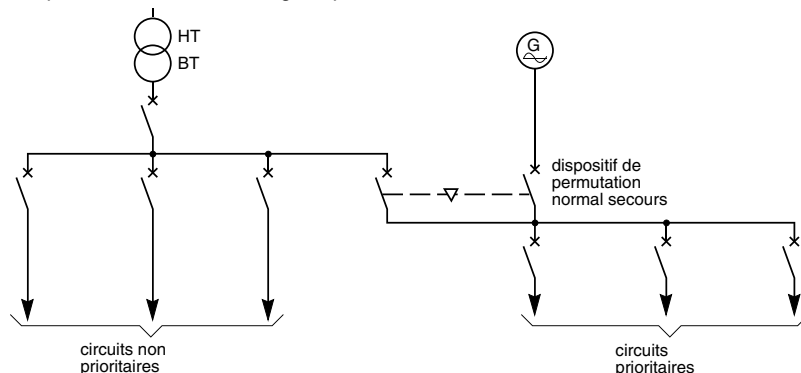 HT
BT
G
dispositif de
permutation
normal secours
circuits non
prioritaires
circuits
prioritaires